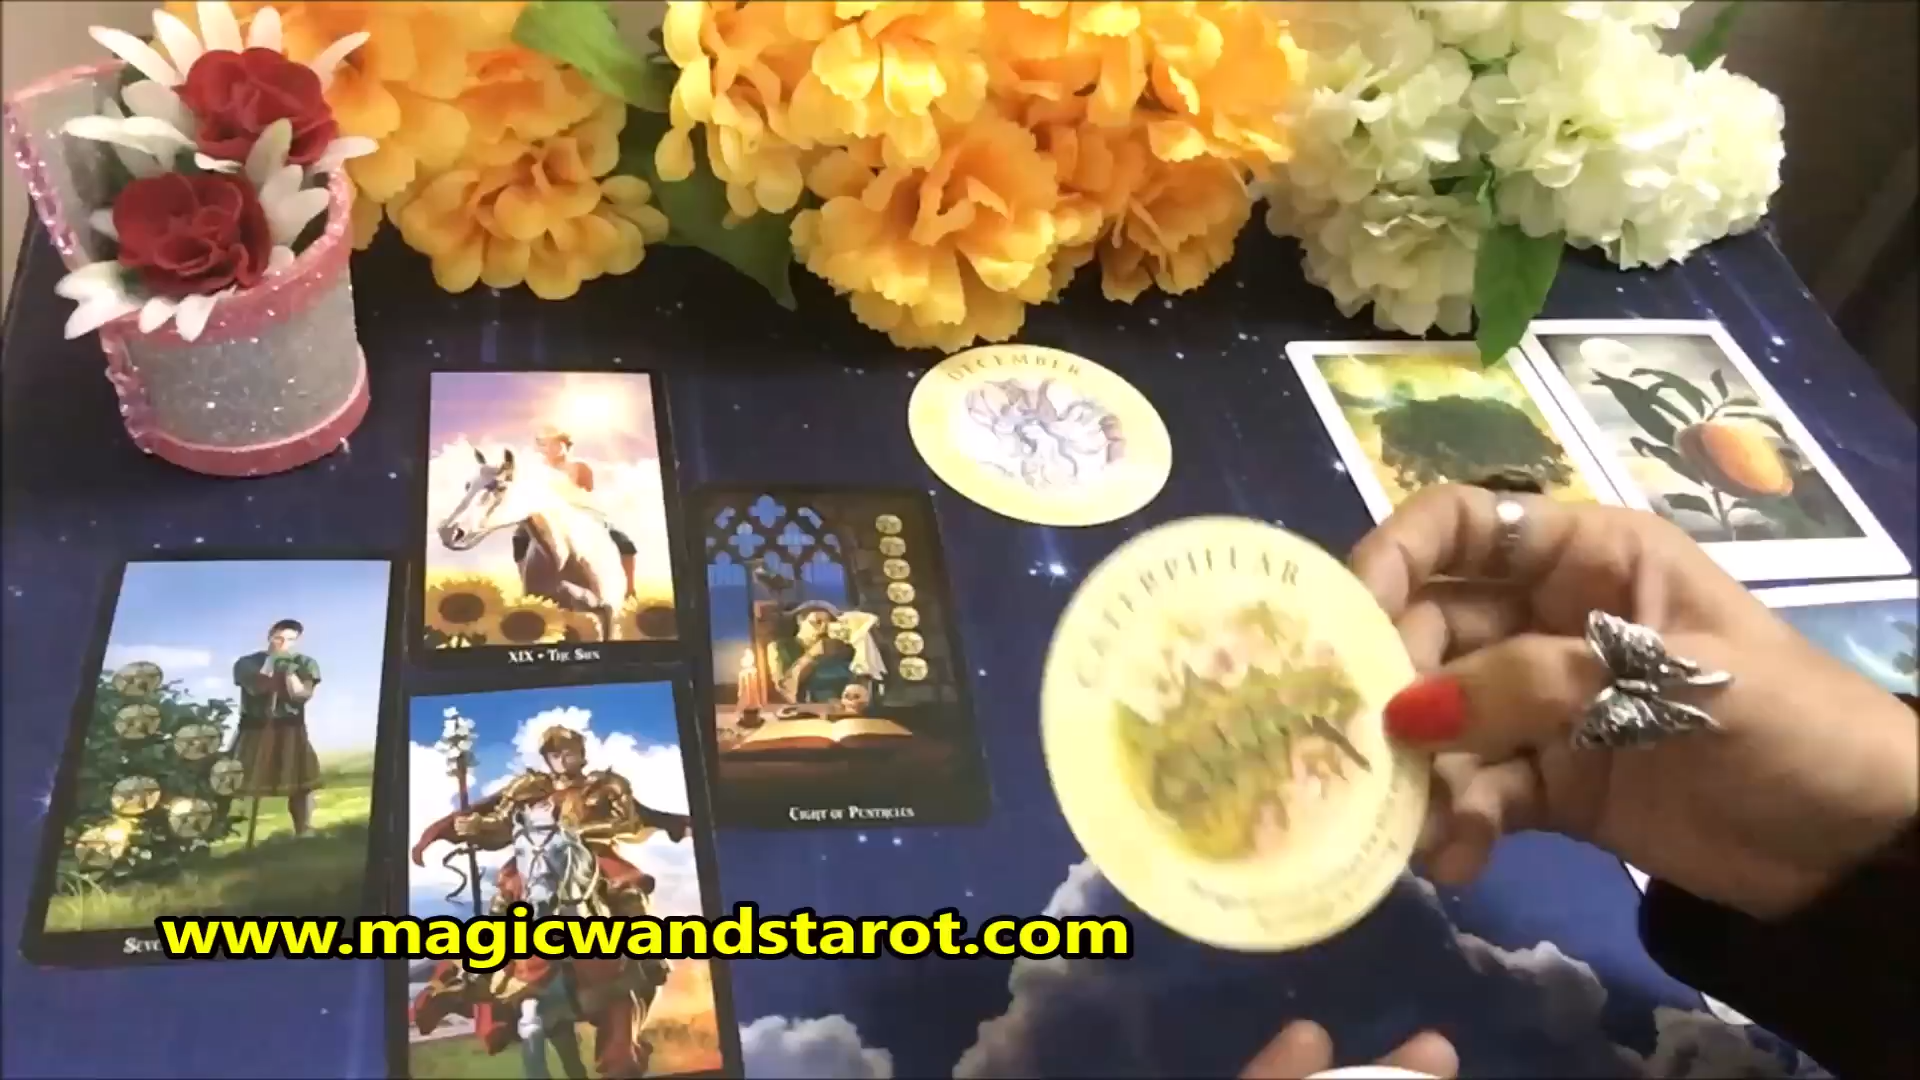 DECEMBER
CATERPILLAR
XIX • The Sun
Eight of Pentacles
www.magicwandstarot.com